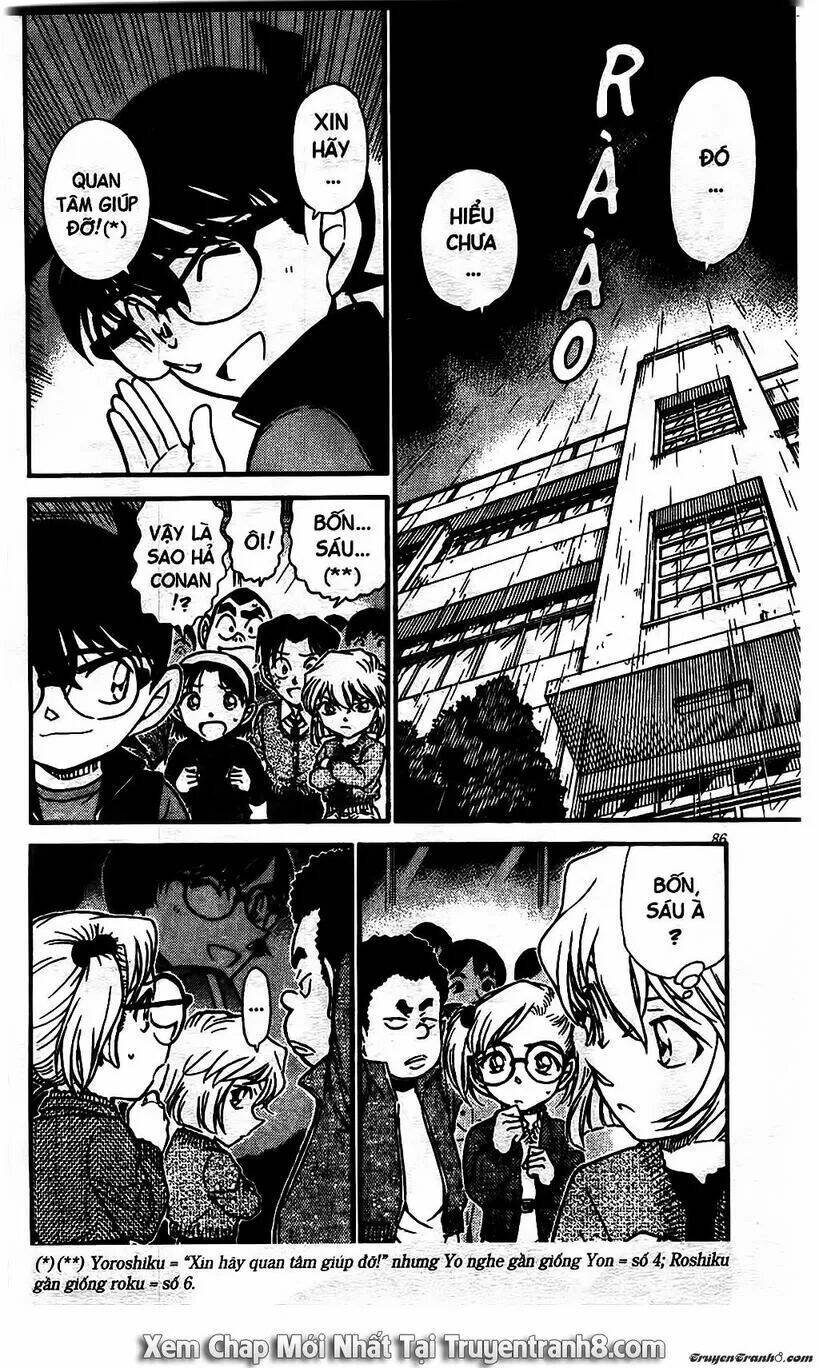 ĐÓ
...
RÀ À À O
HIỂU
CHƯA
...
XIN
HÃY
...
QUAN
TÂM GIÚP
ĐỠ!(*)
BỐN...
SÁU...
(**)
ÔI!
VẬY LÀ
SAO HẢ
CONAN
!?
86
BỐN,
SÁU À
?
...
(*)(**) Yoroshiku = “Xin hãy quan tâm giúp đỡ!” nhưng Yo nghe gần giống Yon = số 4; Roshiku
gần giống roku = số 6.
Xem Chap Mới Nhất Tại Truyentranh8.com
TruyenTranh8.com